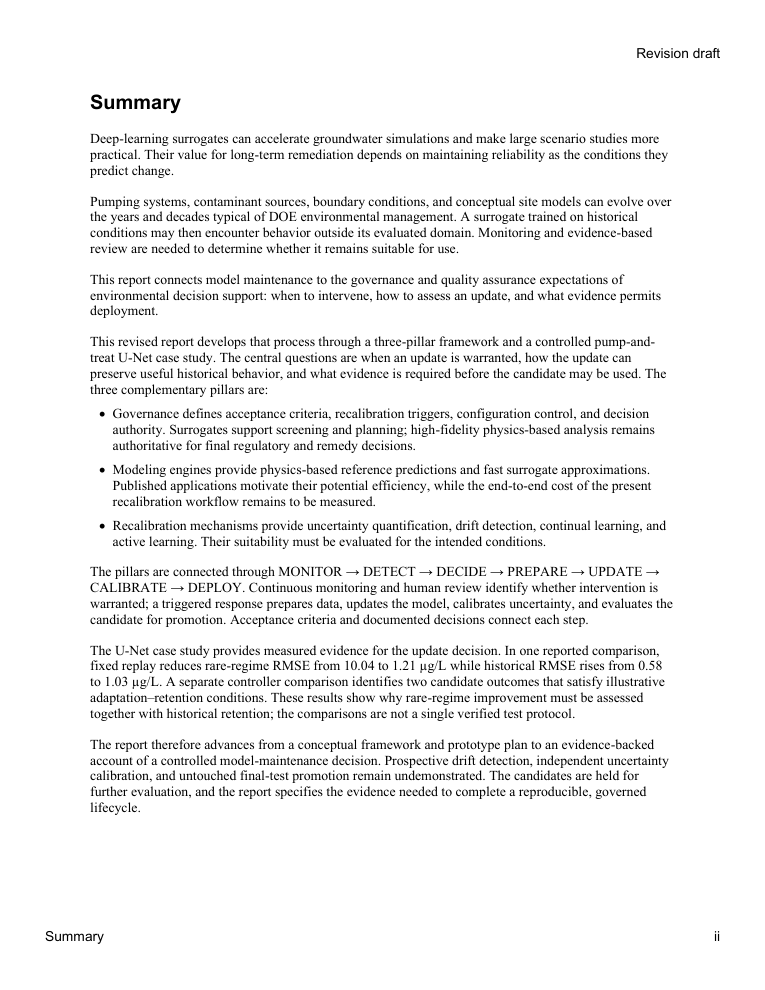 Revision draft
Summary
Deep-learning surrogates can accelerate groundwater simulations and make large scenario studies more
practical. Their value for long-term remediation depends on maintaining reliability as the conditions they
predict change.
Pumping systems, contaminant sources, boundary conditions, and conceptual site models can evolve over
the years and decades typical of DOE environmental management. A surrogate trained on historical
conditions may then encounter behavior outside its evaluated domain. Monitoring and evidence-based
review are needed to determine whether it remains suitable for use.
This report connects model maintenance to the governance and quality assurance expectations of
environmental decision support: when to intervene, how to assess an update, and what evidence permits
deployment.
This revised report develops that process through a three-pillar framework and a controlled pump-and-
treat U-Net case study. The central questions are when an update is warranted, how the update can
preserve useful historical behavior, and what evidence is required before the candidate may be used. The
three complementary pillars are:
• Governance defines acceptance criteria, recalibration triggers, configuration control, and decision
authority. Surrogates support screening and planning; high-fidelity physics-based analysis remains
authoritative for final regulatory and remedy decisions.
• Modeling engines provide physics-based reference predictions and fast surrogate approximations.
Published applications motivate their potential efficiency, while the end-to-end cost of the present
recalibration workflow remains to be measured.
• Recalibration mechanisms provide uncertainty quantification, drift detection, continual learning, and
active learning. Their suitability must be evaluated for the intended conditions.
The pillars are connected through MONITOR → DETECT → DECIDE → PREPARE → UPDATE →
CALIBRATE → DEPLOY. Continuous monitoring and human review identify whether intervention is
warranted; a triggered response prepares data, updates the model, calibrates uncertainty, and evaluates the
candidate for promotion. Acceptance criteria and documented decisions connect each step.
The U-Net case study provides measured evidence for the update decision. In one reported comparison,
fixed replay reduces rare-regime RMSE from 10.04 to 1.21 µg/L while historical RMSE rises from 0.58
to 1.03 µg/L. A separate controller comparison identifies two candidate outcomes that satisfy illustrative
adaptation–retention conditions. These results show why rare-regime improvement must be assessed
together with historical retention; the comparisons are not a single verified test protocol.
The report therefore advances from a conceptual framework and prototype plan to an evidence-backed
account of a controlled model-maintenance decision. Prospective drift detection, independent uncertainty
calibration, and untouched final-test promotion remain undemonstrated. The candidates are held for
further evaluation, and the report specifies the evidence needed to complete a reproducible, governed
lifecycle.
Summary
ii